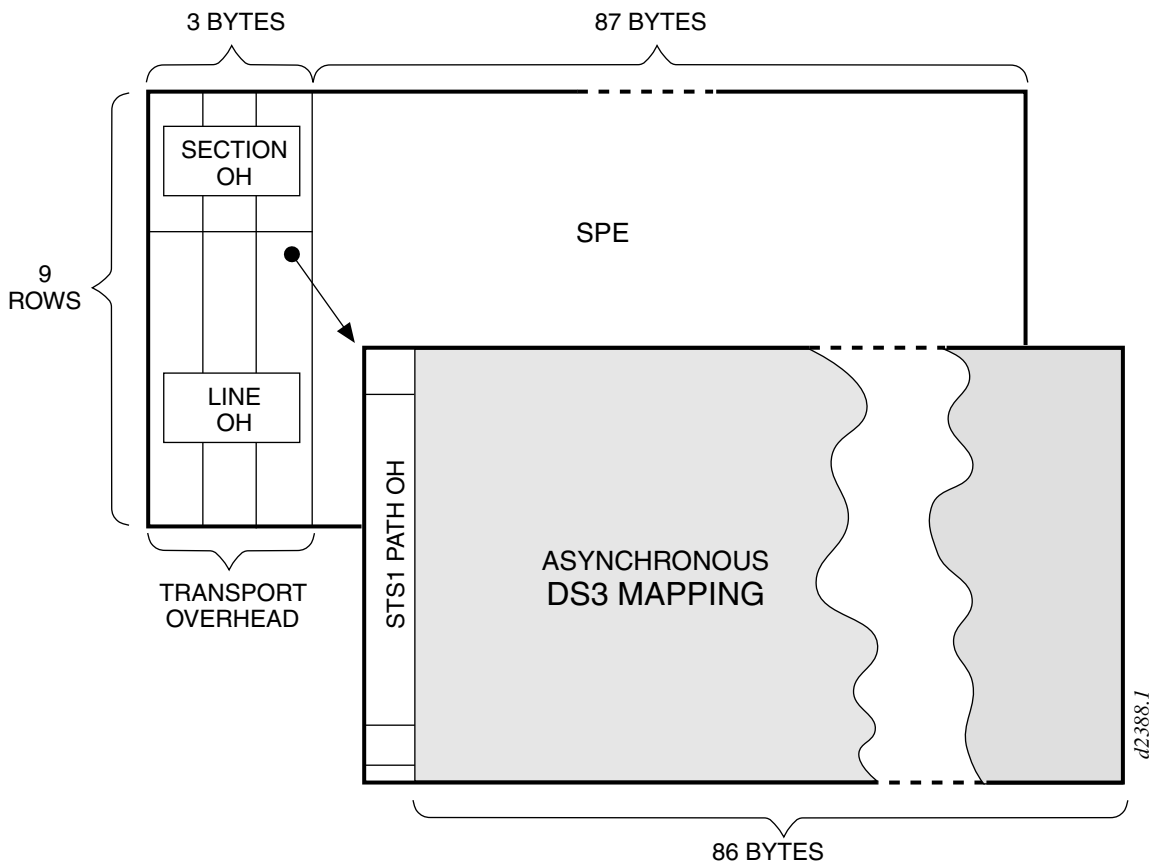 3 BYTES
87 BYTES
SECTION
OH
SPE
9
ROWS
LINE
OH
STS1 PATH OH
ASYNCHRONOUS
DS3 MAPPING
TRANSPORT
OVERHEAD
d2388.1
86 BYTES